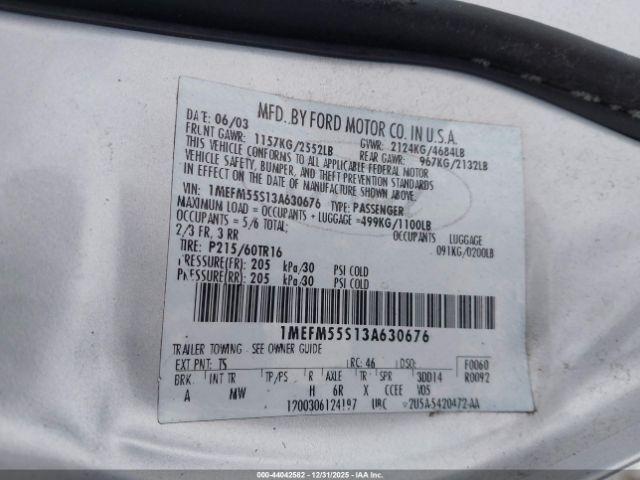 MFD. BY FORD MOTOR CO. IN U.S.A.
DATE: 06/03 GVWR: 2124KG/4684LB
FRLNT GAWR: 1157KG/2552LB REAR GAWR: 967KG/2132LB
THIS VEHICLE CONFORMS TO ALL APPLICABLE FEDERAL MOTOR
VEHICLE SAFETY, BUMPER, AND THEFT PREVENTION STANDARDS
IN EFFECT ON THE DATE OF MANUFACTURE SHOWN ABOVE.
VIN: 1MEFM55S13A630676 TYPE: PASSENGER
MAXIMUM LOAD = OCCUPANTS + LUGGAGE =499KG/1100LB
OCCUPANTS = 5/6 TOTAL; OCCUPANTS LUGGAGE
2/3 FR, 3 RR 091KG/0200LB
TIRE: P215/60TR16
PRESSURE(FR): 205 kPa/30 PSI COLD
PRESSURE(RR): 205 kPa/30 PSI COLD
1MEFM55S13A630676
TRAILER TOWING - SEE OWNER GUIDE
EXT PNT: TS RC: 46 DSO: F0060
BRK INT TR TP/PS R AXLE TR SPR 3DD14 R0092
A MW H 6R X CCEE V05
1700306124197 URC 2U5A-5420472-AA
000-44042582 - 12/31/2025 - IAA Inc.